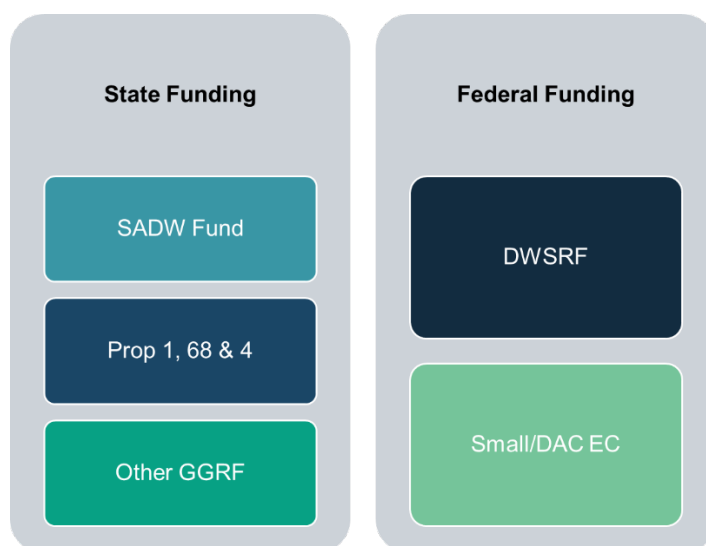 State Funding
SADW Fund
Prop 1, 68 & 4
Other GGRF
Federal Funding
DWSRF
Small/DAC EC